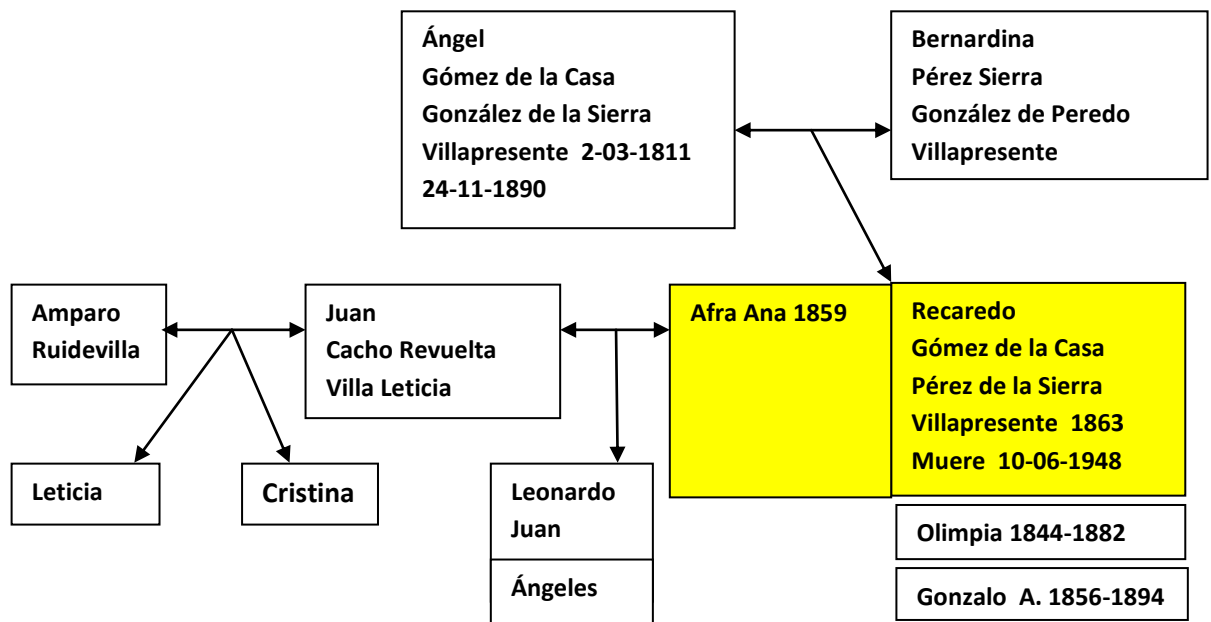 Ángel
Gómez de la Casa
González de la Sierra
Villapresente 2-03-1811
24-11-1890
Bernardina
Pérez Sierra
González de Peredo
Villapresente
Amparo
Ruidevilla
Juan
Cacho Revuelta
Villa Leticia
Afra Ana 1859
Recaredo
Gómez de la Casa
Pérez de la Sierra
Villapresente 1863
Muere 10-06-1948
Leticia
Cristina
Leonardo
Juan
Ángeles
Olimpia 1844-1882
Gonzalo A. 1856-1894